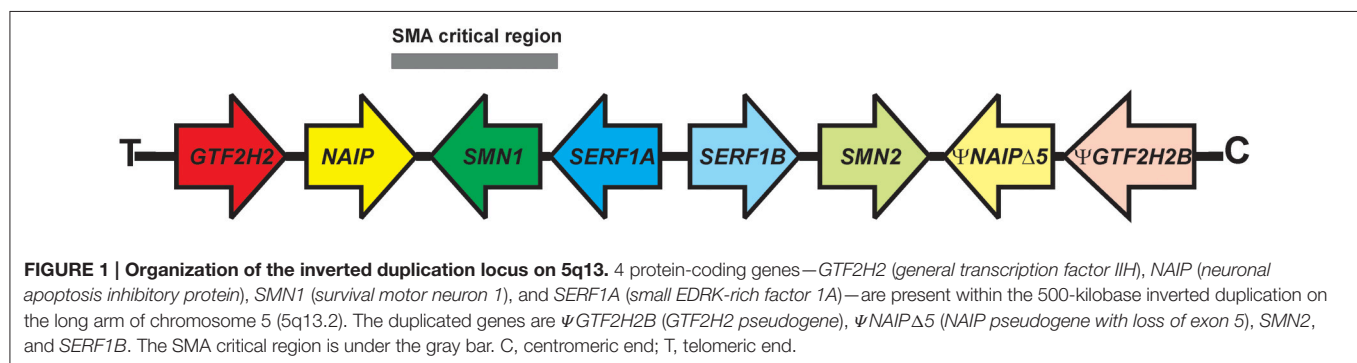 SMA critical region
T GTF2H2 NAIP SMN1 SERF1A SERF1B SMN2 ΨNAIPΔ5 ΨGTF2H2B C
FIGURE 1 | Organization of the inverted duplication locus on 5q13. 4 protein-coding genes—GTF2H2 (general transcription factor IIH), NAIP (neuronal
apoptosis inhibitory protein), SMN1 (survival motor neuron 1), and SERF1A (small EDRK-rich factor 1A)—are present within the 500-kilobase inverted duplication on
the long arm of chromosome 5 (5q13.2). The duplicated genes are ΨGTF2H2B (GTF2H2 pseudogene), ΨNAIPΔ5 (NAIP pseudogene with loss of exon 5), SMN2,
and SERF1B. The SMA critical region is under the gray bar. C, centromeric end; T, telomeric end.